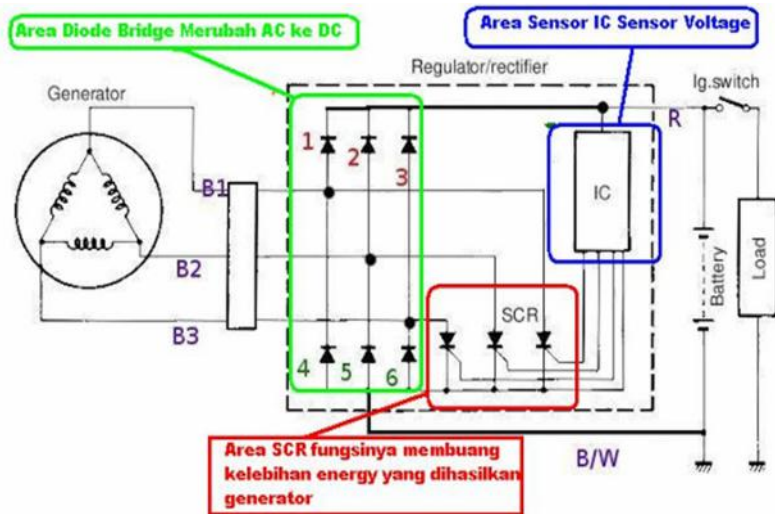 Area Diode Bridge Merubah AC ke DC
Area Sensor IC Sensor Voltage
Regulator/rectifier
Ig.switch
Generator
R
1
2
3
B1
IC
B2
Battery
Load
SCR
B3
4
5
6
B/W
Area SCR fungsinya membuang
kelebihan energy yang dihasilkan
generator